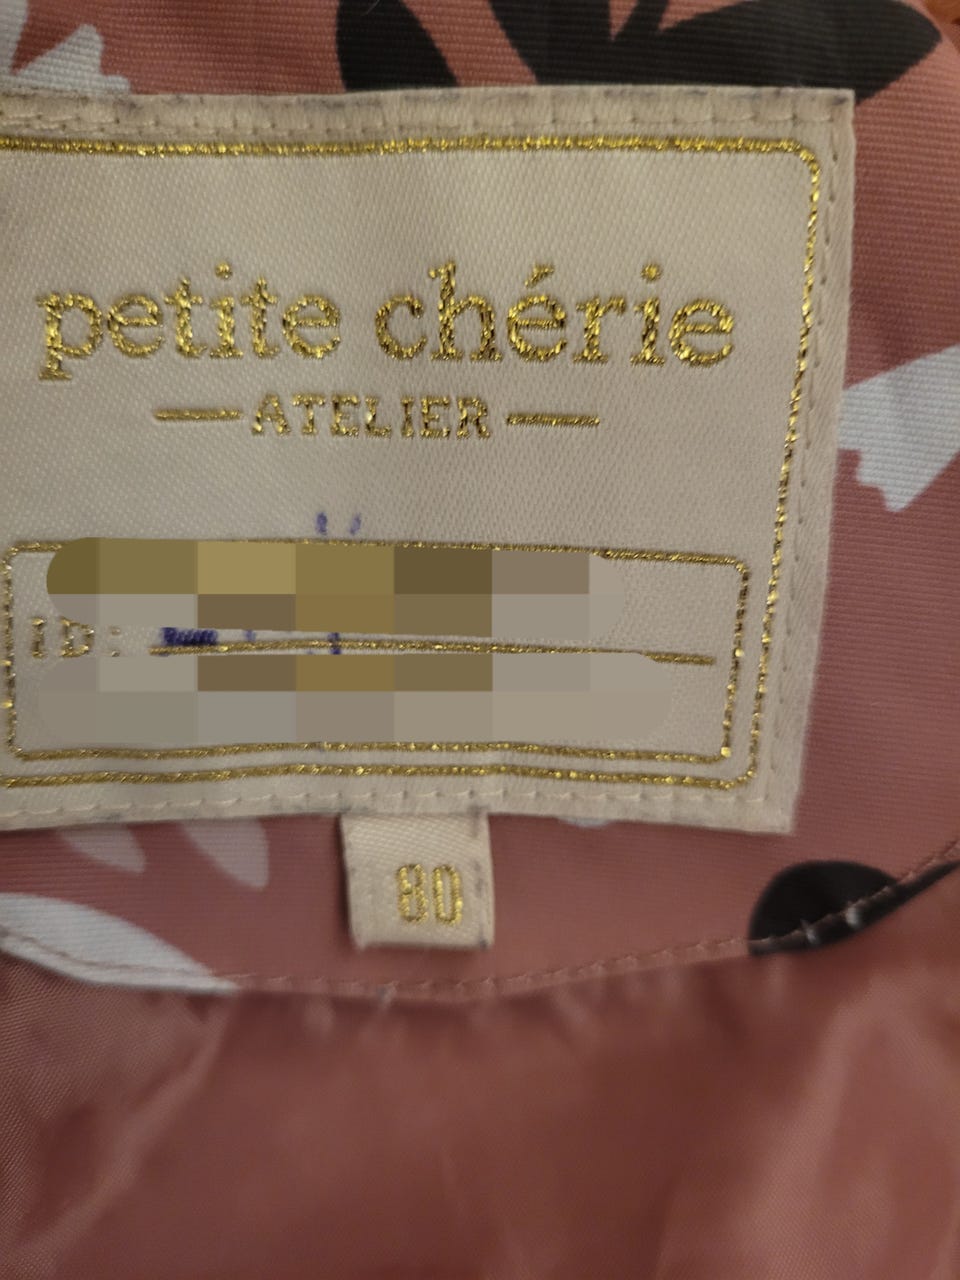 petite chérie
ATELIER
ID:
80